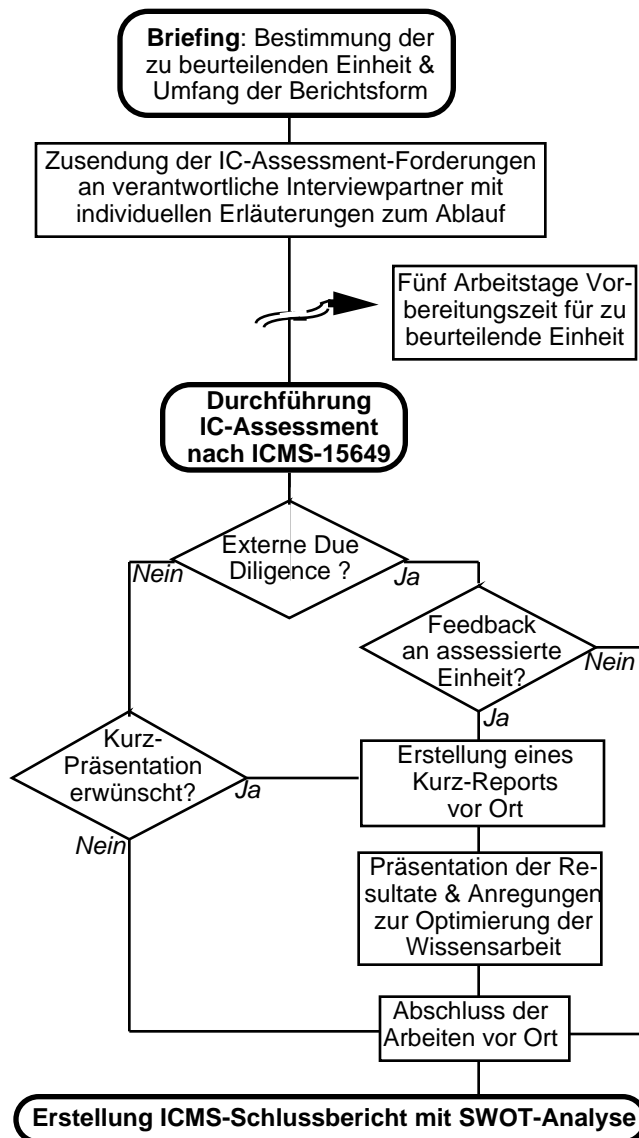 Briefing: Bestimmung der
zu beurteilenden Einheit &
Umfang der Berichtsform
Zusendung der IC-Assessment-Forderungen
an verantwortliche Interviewpartner mit
individuellen Erläuterungen zum Ablauf
Fünf Arbeitstage Vor-
bereitungszeit für zu
beurteilende Einheit
Durchführung
IC-Assessment
nach ICMS-15649
Externe Due
Diligence ?
Nein
Ja
Feedback
an assessierte
Einheit?
Nein
Ja
Kurz-
Präsentation
erwünscht?
Ja
Nein
Erstellung eines
Kurz-Reports
vor Ort
Präsentation der Re-
sultate & Anregungen
zur Optimierung der
Wissensarbeit
Abschluss der
Arbeiten vor Ort
Erstellung ICMS-Schlussbericht mit SWOT-Analyse